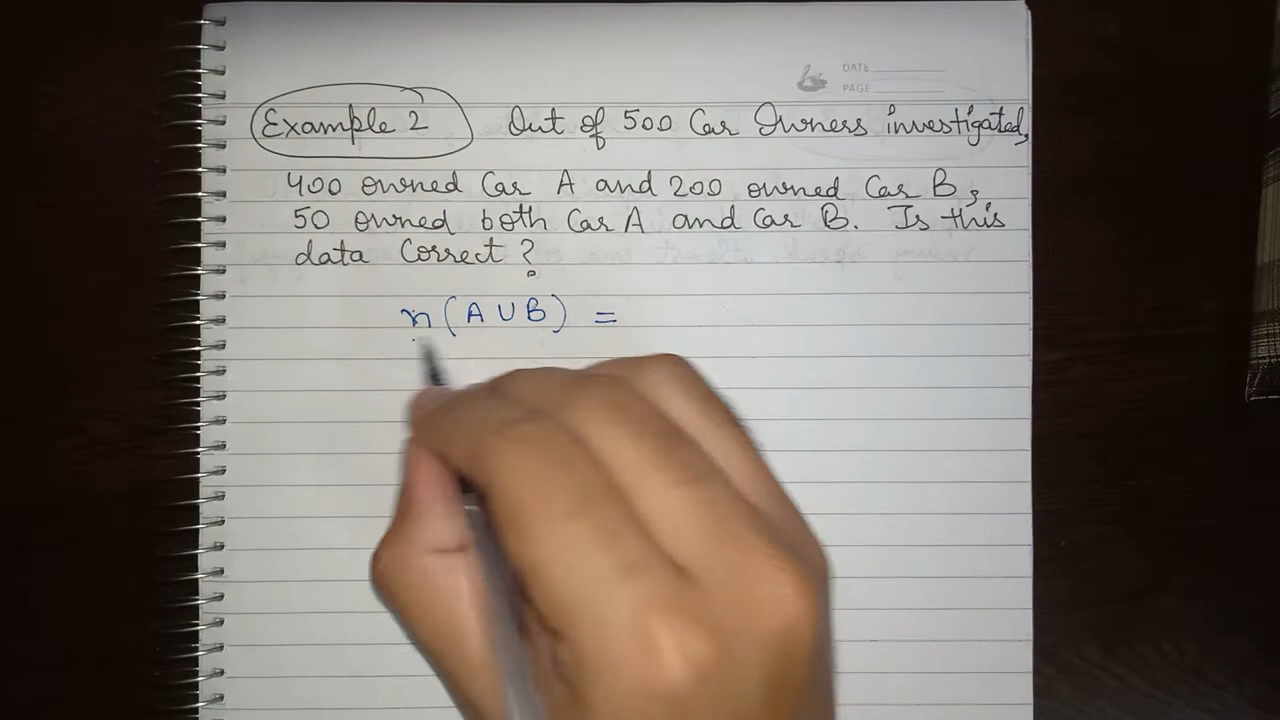 DATE
PAGE
Example 2 Out of 500 Car Owners investigated,
400 owned Car A and 200 owned Car B,
50 owned both Car A and Car B. Is this
data Correct ?
n (A ∪ B) =